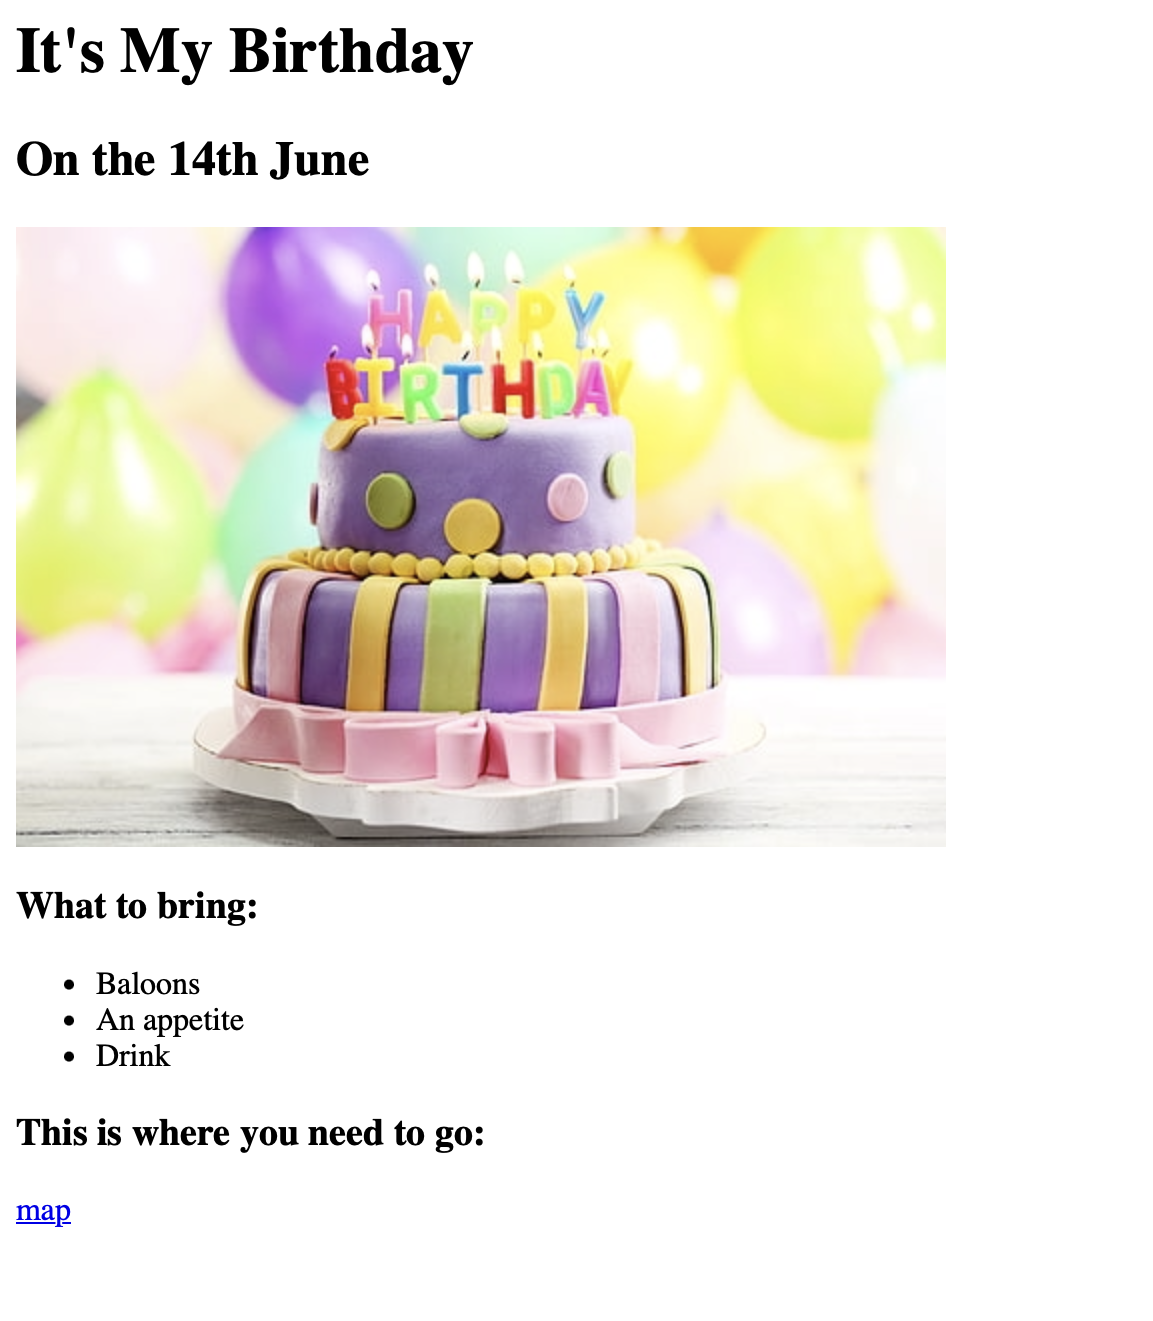 It's My Birthday
On the 14th June
HAPPY
BIRTHDAY
What to bring:
Baloons
An appetite
Drink
This is where you need to go:
map